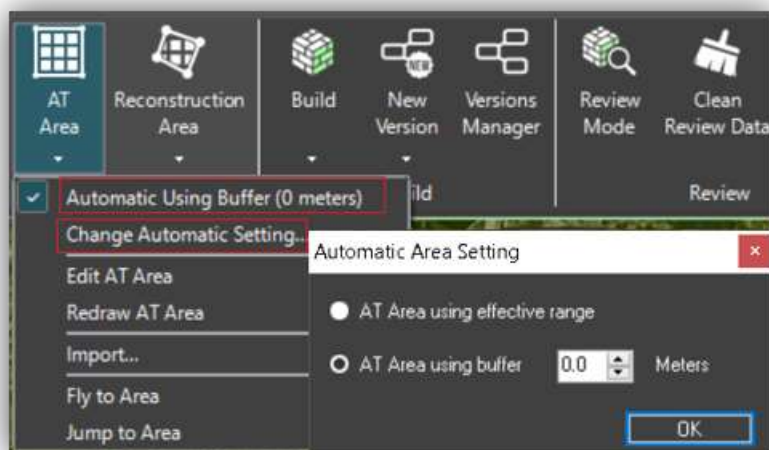 AT Area
Reconstruction Area
Build
New Version
NEW
Versions Manager
Review Mode
Clean Review Data
ild
Review
Automatic Using Buffer (0 meters)
Change Automatic Setting...
Edit AT Area
Redraw AT Area
Import...
Fly to Area
Jump to Area
Automatic Area Setting
AT Area using effective range
AT Area using buffer 0.0 Meters
OK